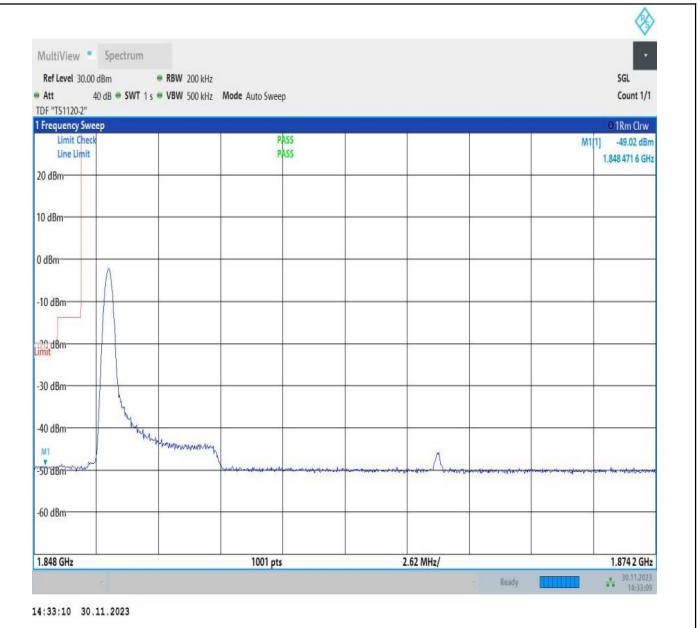 MultiView Spectrum
Ref Level 30.00 dBm RBW 200 kHz SGL
Att 40 dB SWT 1 s VBW 500 kHz Mode Auto Sweep Count 1/1
TDF "TS1120-2"
1 Frequency Sweep 1Rm Clrw
Limit Check PASS M1[1] -49.02 dBm
Line Limit PASS 1.848 471 6 GHz
20 dBm
10 dBm
0 dBm
-10 dBm
-20 dBm
Limit
-30 dBm
-40 dBm
M1
-50 dBm
-60 dBm
1.848 GHz 1001 pts 2.62 MHz/ 1.874 2 GHz
Ready 30.11.2023
14:33:09
14:33:10 30.11.2023